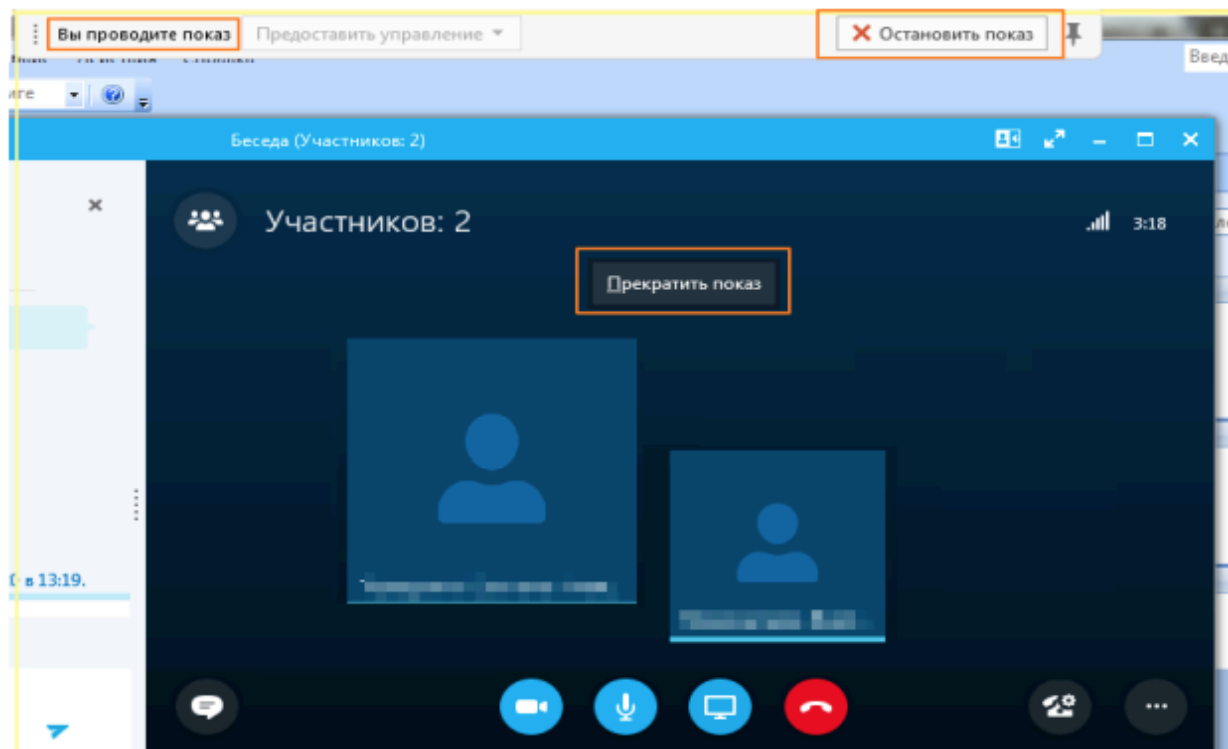 Вы проводите показ Предоставить управление Остановить показ
Справка
Введ
Беседа (Участников: 2)
Участников: 2
3:18
Прекратить показ
в 13:19.